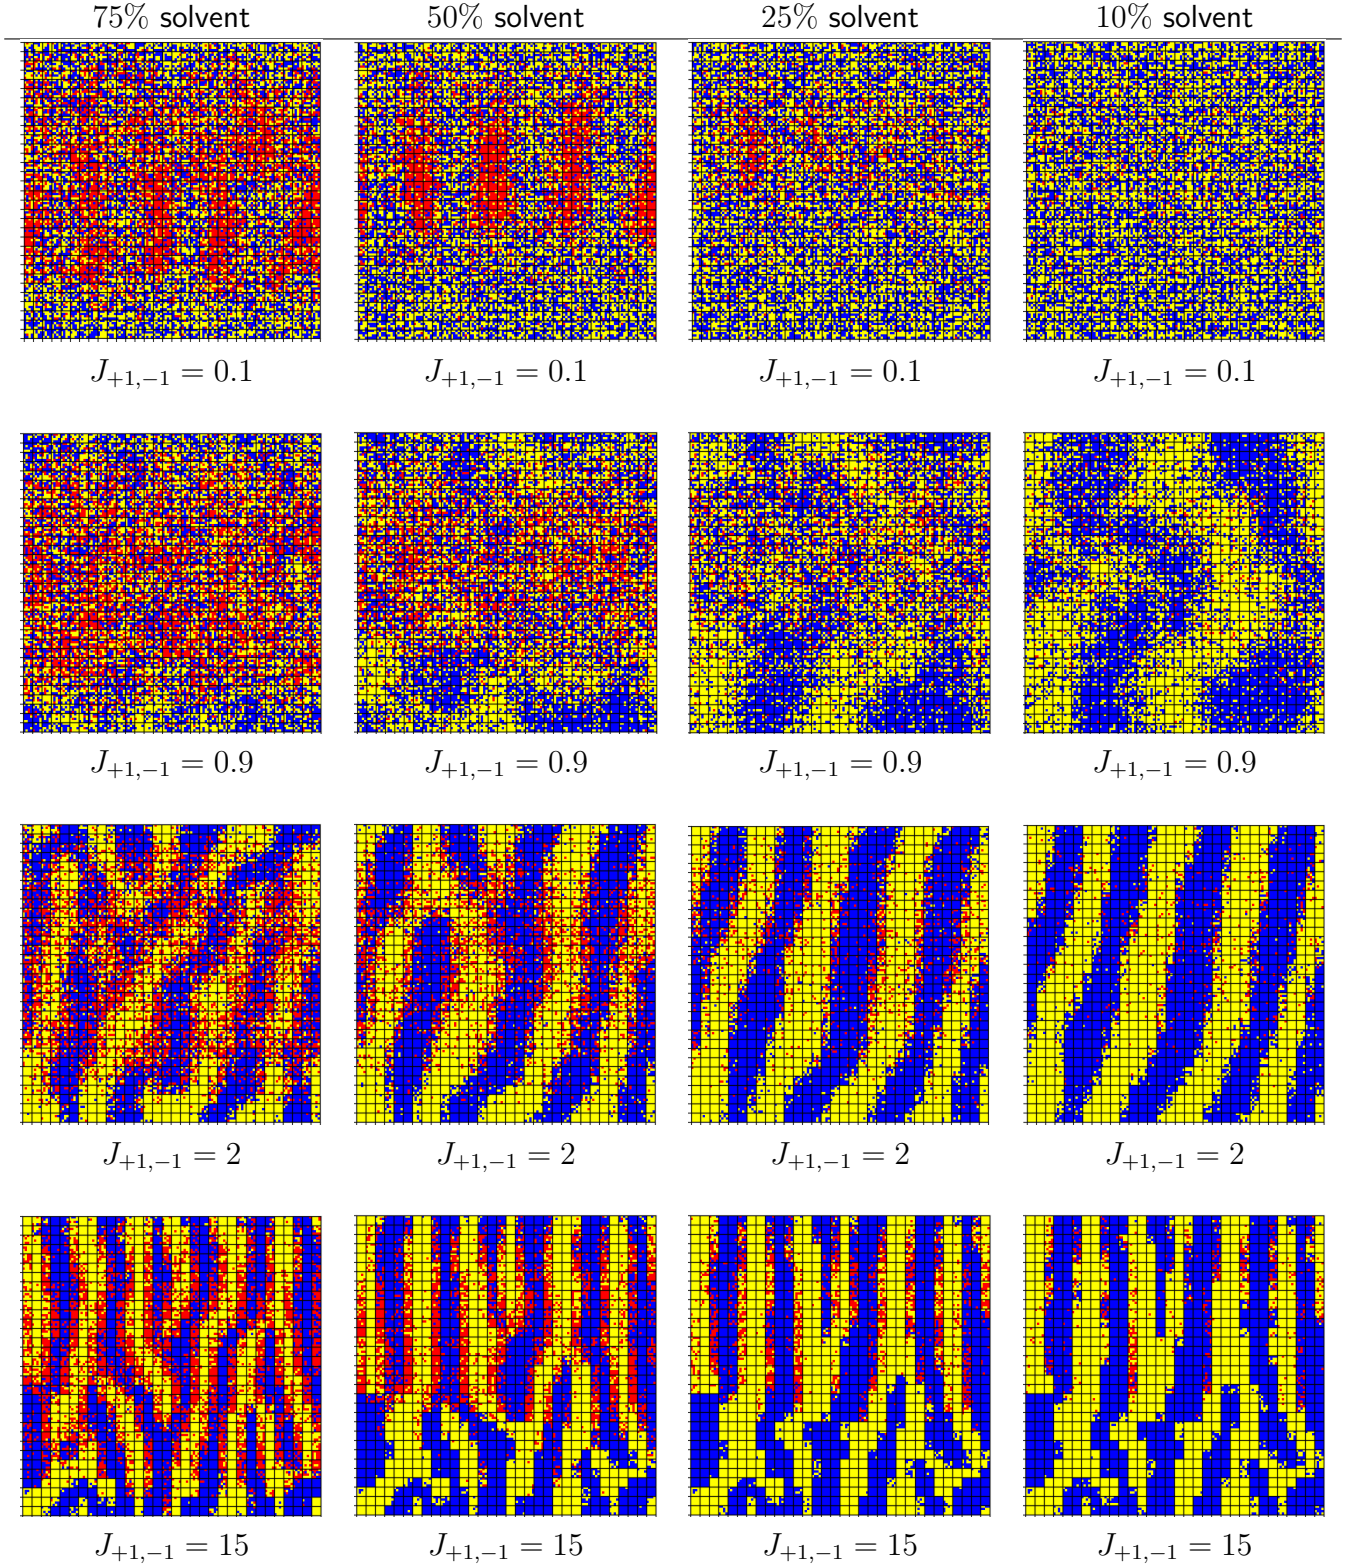 75% solvent 50% solvent 25% solvent 10% solvent
J+1,−1 = 0.1 J+1,−1 = 0.1 J+1,−1 = 0.1 J+1,−1 = 0.1
J+1,−1 = 0.9 J+1,−1 = 0.9 J+1,−1 = 0.9 J+1,−1 = 0.9
J+1,−1 = 2 J+1,−1 = 2 J+1,−1 = 2 J+1,−1 = 2
J+1,−1 = 15 J+1,−1 = 15 J+1,−1 = 15 J+1,−1 = 15